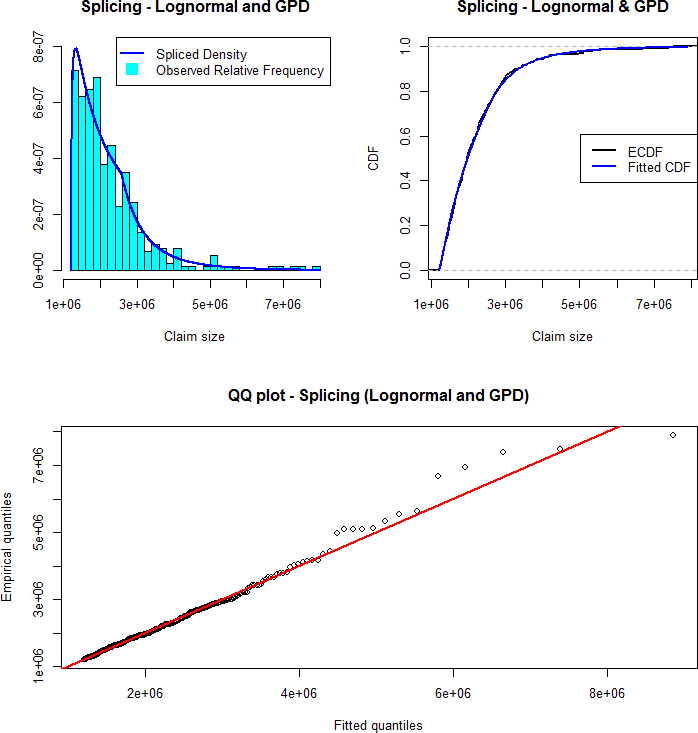 Splicing - Lognormal and GPD
8e-07
6e-07
4e-07
2e-07
0e+00
Spliced Density
Observed Relative Frequency
1e+06 3e+06 5e+06 7e+06
Claim size
Splicing - Lognormal & GPD
CDF
1.0
0.8
0.6
0.4
0.2
0.0
ECDF
Fitted CDF
1e+06 3e+06 5e+06 7e+06
Claim size
QQ plot - Splicing (Lognormal and GPD)
Empirical quantiles
7e+06
5e+06
3e+06
1e+06
2e+06 4e+06 6e+06 8e+06
Fitted quantiles